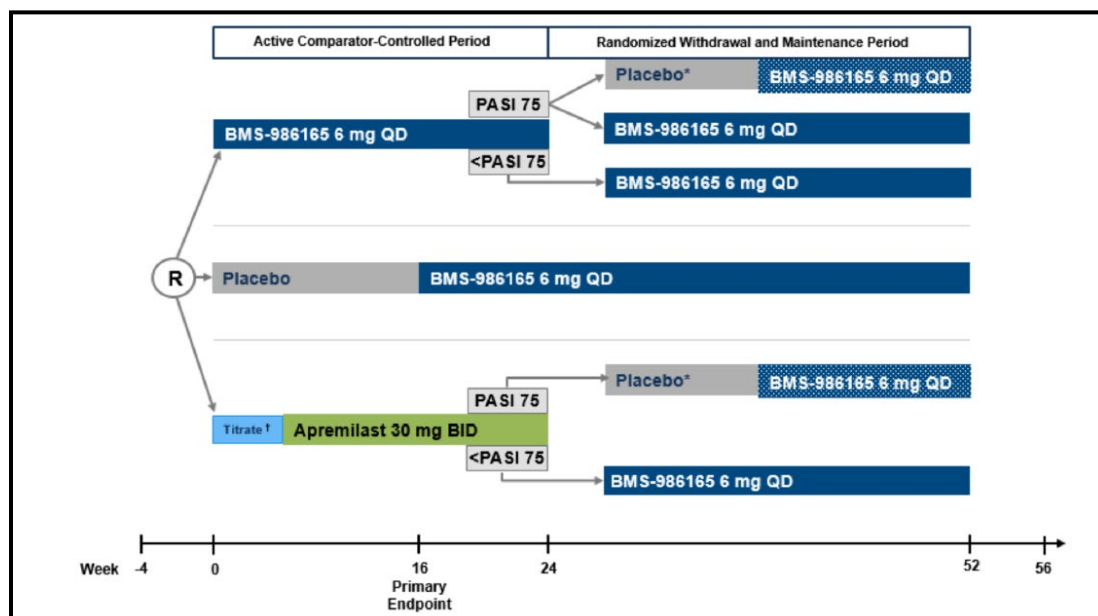 Active Comparator-Controlled Period
Randomized Withdrawal and Maintenance Period
Placebo*
BMS-986165 6 mg QD
PASI 75
BMS-986165 6 mg QD
BMS-986165 6 mg QD
<PASI 75
BMS-986165 6 mg QD
R
Placebo
BMS-986165 6 mg QD
Placebo*
BMS-986165 6 mg QD
PASI 75
Titrate †
Apremilast 30 mg BID
<PASI 75
BMS-986165 6 mg QD
Week
-4
0
16
24
52
56
Primary
Endpoint